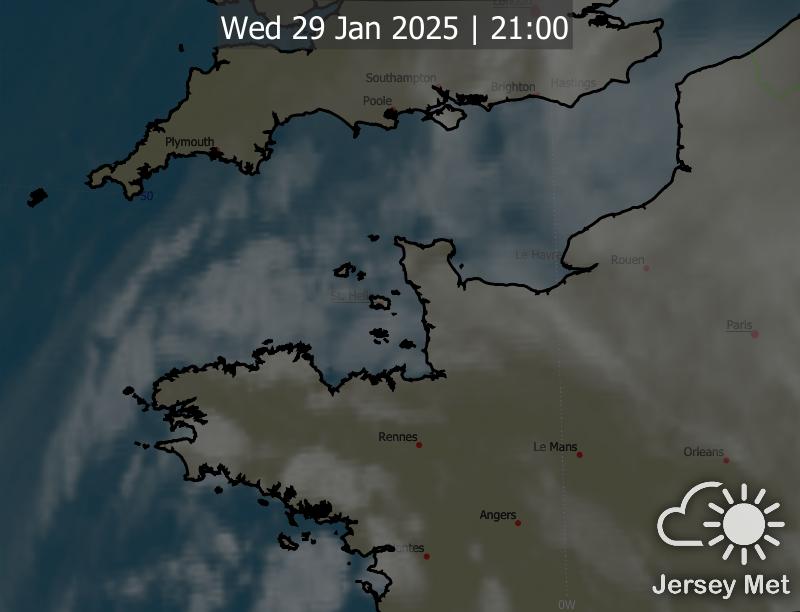 London
Wed 29 Jan 2025 | 21:00
Southampton
Brighton
Hastings
Poole
Plymouth
50
Le Havre
Rouen
St. Helier
Paris
Rennes
Le Mans
Orleans
Angers
Nantes
Jersey Met
0W